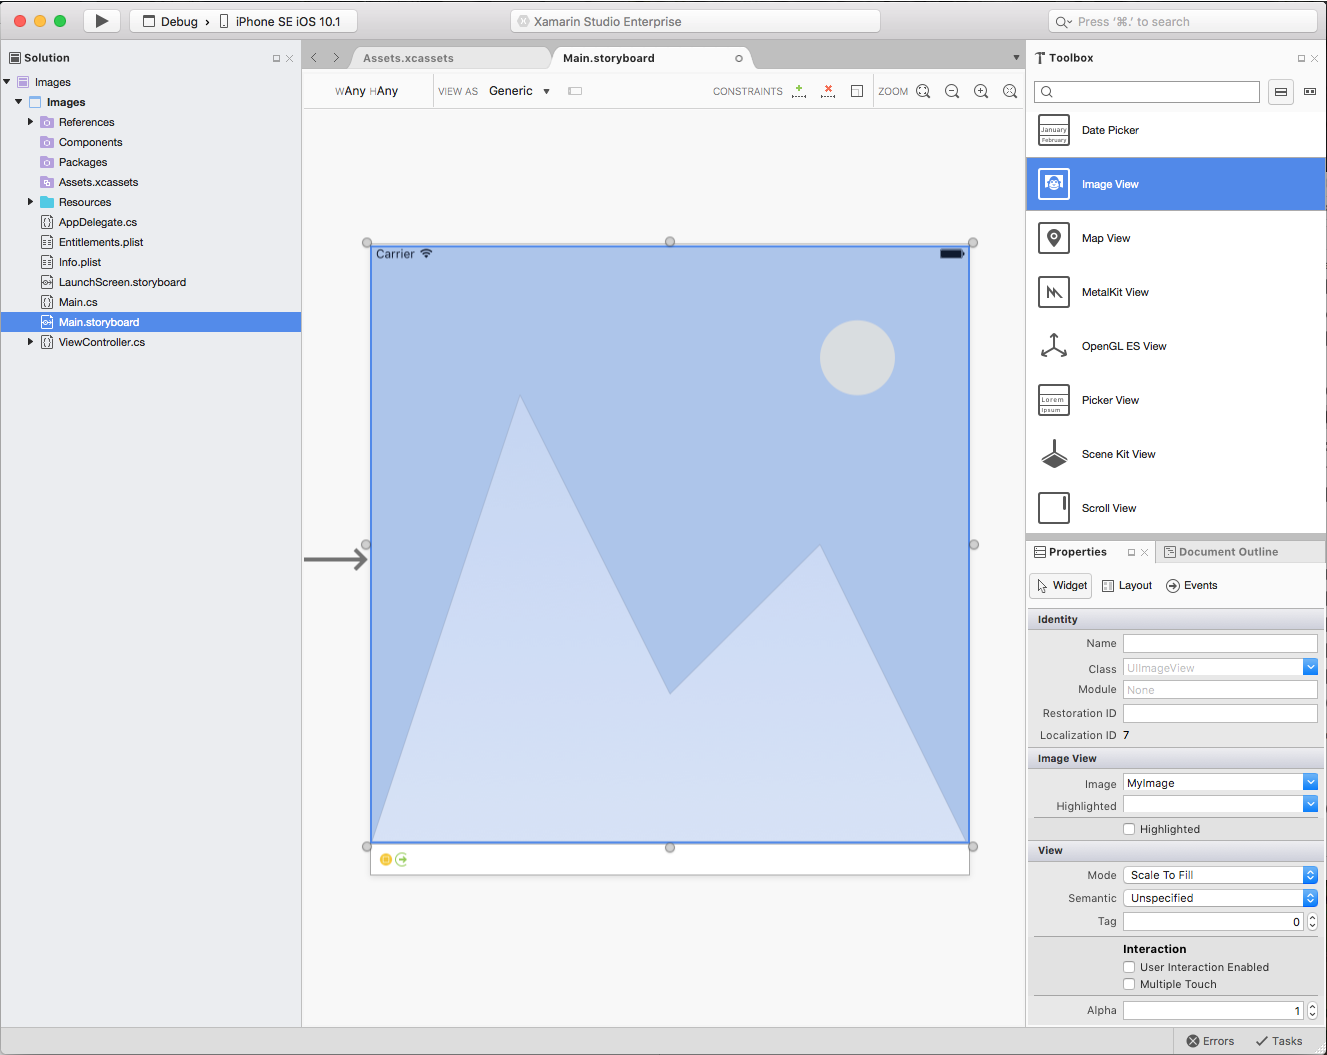 Debug › iPhone SE iOS 10.1
Xamarin Studio Enterprise
Press ‘⌘.’ to search
Solution
Images
Images
References
Components
Packages
Assets.xcassets
Resources
AppDelegate.cs
Entitlements.plist
Info.plist
LaunchScreen.storyboard
Main.cs
Main.storyboard
ViewController.cs
Assets.xcassets
Main.storyboard
wAny hAny
VIEW AS Generic
CONSTRAINTS
ZOOM
Carrier
Toolbox
January
February
Date Picker
Image View
Map View
MetalKit View
OpenGL ES View
Lorem
Ipsum
Picker View
Scene Kit View
Scroll View
Properties
Document Outline
Widget
Layout
Events
Identity
Name
Class UIImageView
Module None
Restoration ID
Localization ID 7
Image View
Image MyImage
Highlighted
Highlighted
View
Mode Scale To Fill
Semantic Unspecified
Tag 0
Interaction
User Interaction Enabled
Multiple Touch
Alpha 1
Errors
Tasks